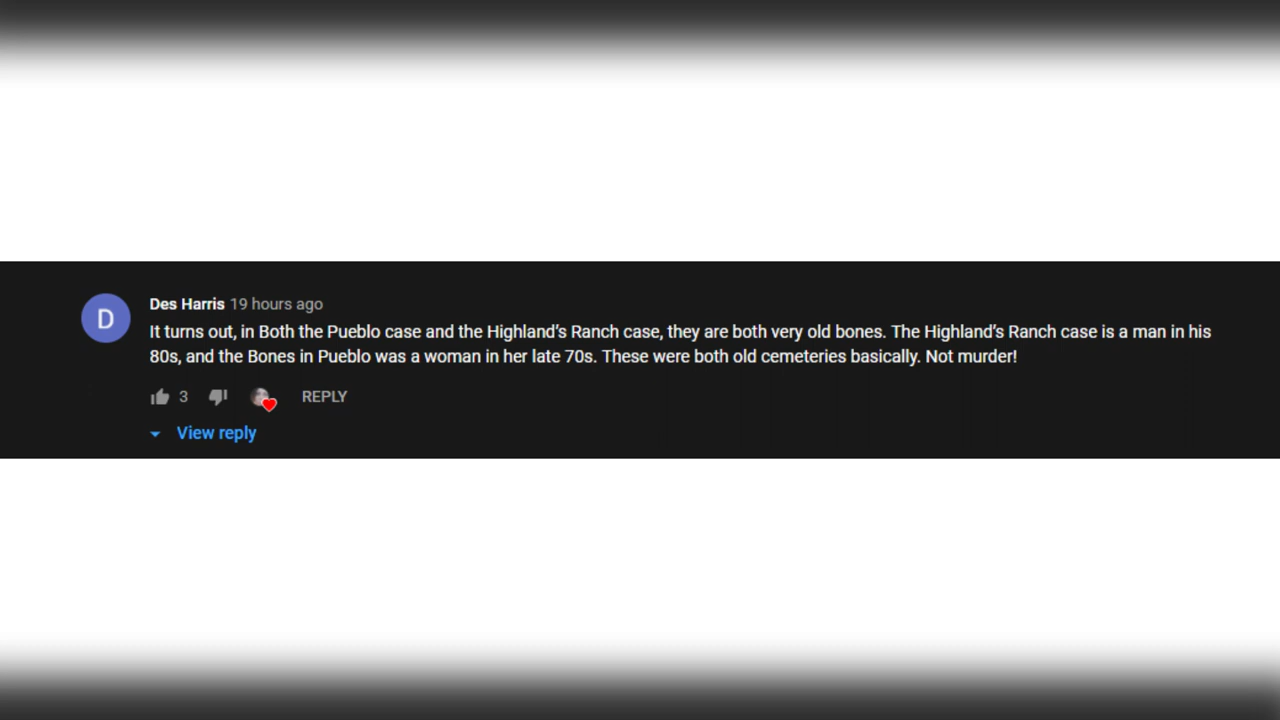 D
Des Harris 19 hours ago
It turns out, in Both the Pueblo case and the Highland’s Ranch case, they are both very old bones. The Highland’s Ranch case is a man in his
80s, and the Bones in Pueblo was a woman in her late 70s. These were both old cemeteries basically. Not murder!
3 REPLY
View reply